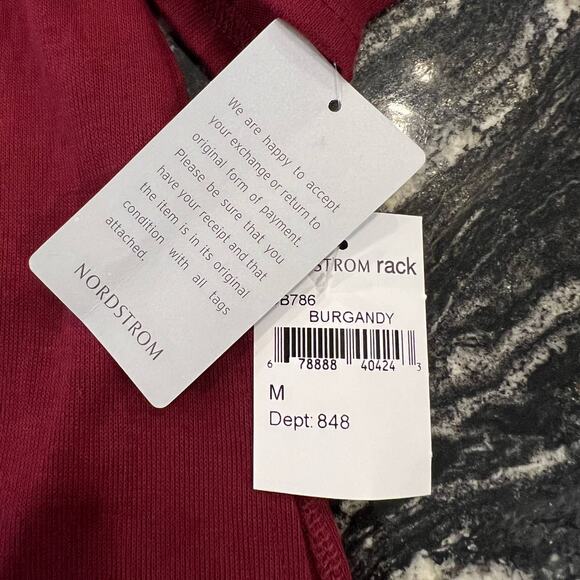 We are happy to accept
your exchange or return to
original form of payment.
Please be sure that you
have your receipt and that
the item is in its original
condition with all tags
attached.
NORDSTROM
STROM rack
B786
BURGANDY
6 78888 40424 3
M
Dept: 848